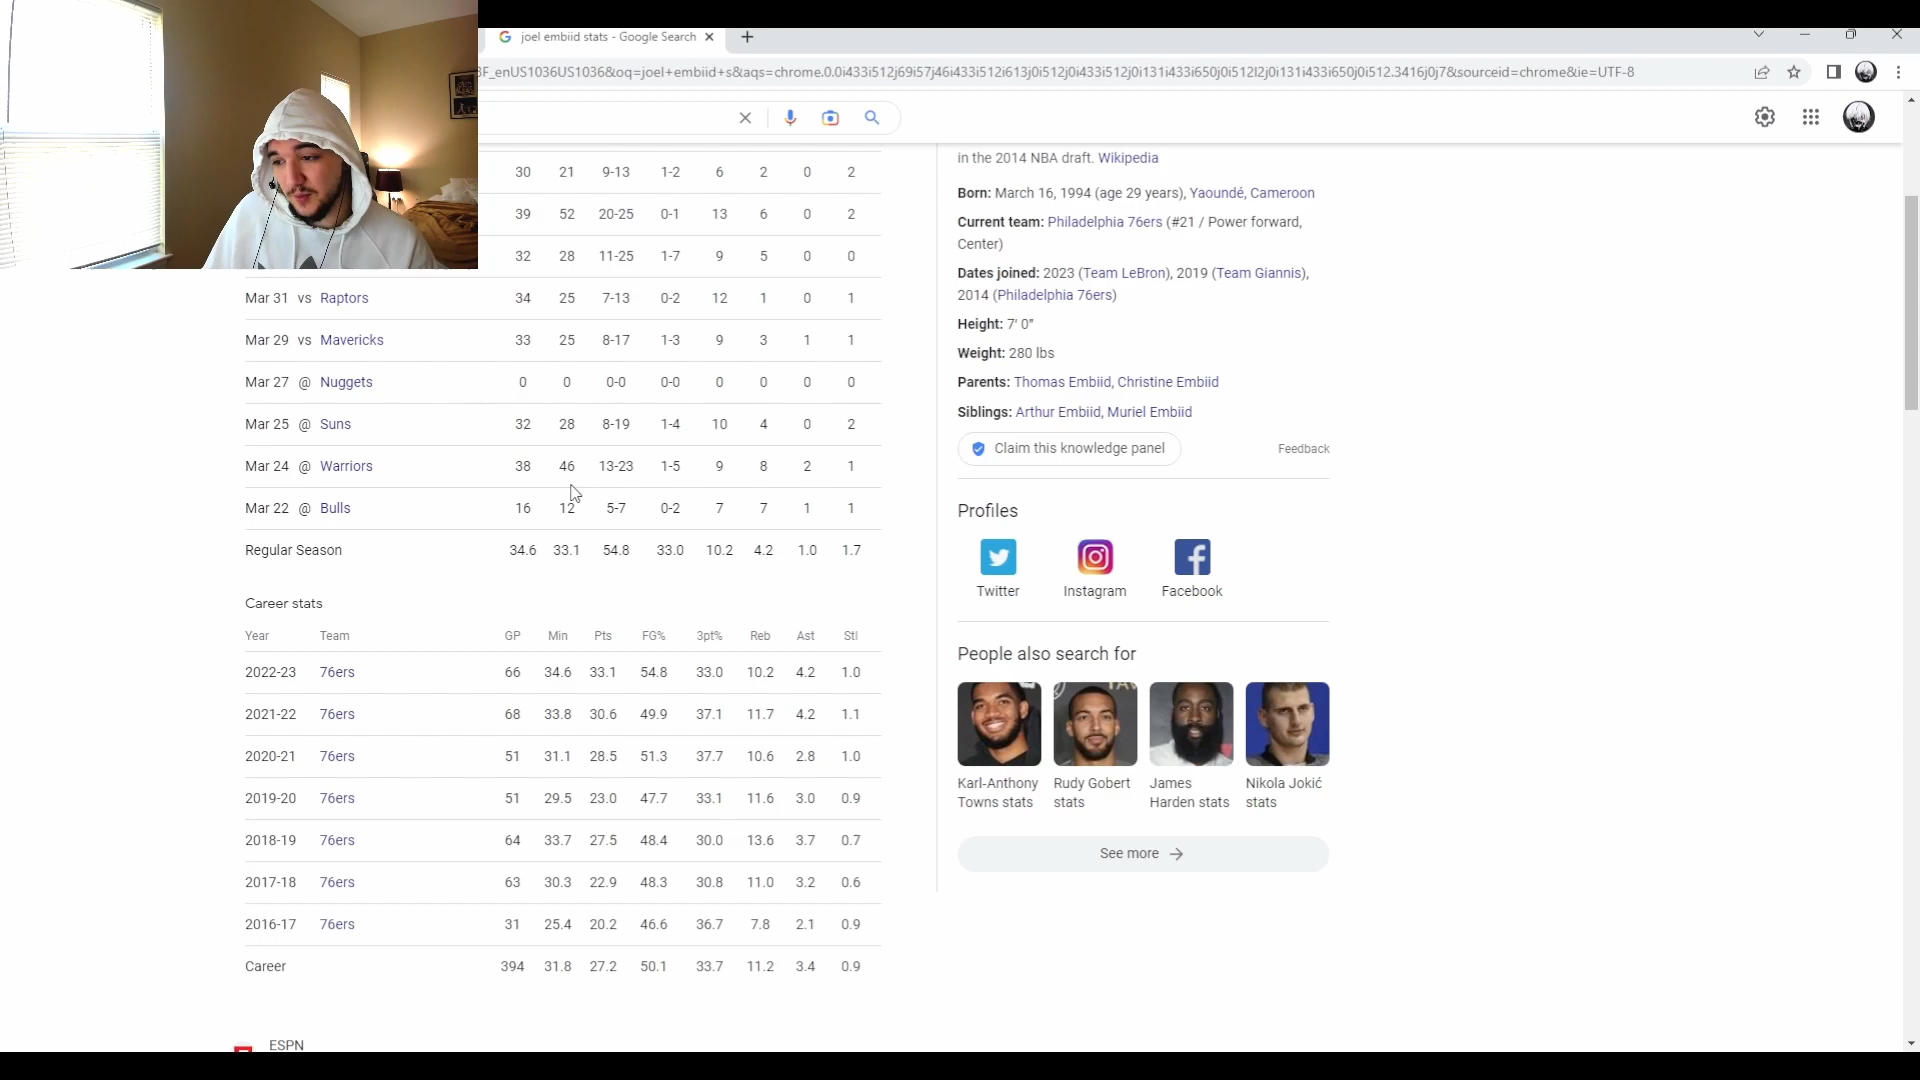 joel embiid stats - Google Search
3F_enUS1036US1036&oq=joel+embiid+s&aqs=chrome.0.0i433i512j69i57j46i433i512i613j0i512j0i433i512j0i131i433i650j0i512l2j0i131i433i650j0i512.3416j0j7&sourceid=chrome&ie=UTF-8
30 21 9-13 1-2 6 2 0 2
39 52 20-25 0-1 13 6 0 2
32 28 11-25 1-7 9 5 0 0
Mar 31 vs Raptors 34 25 7-13 0-2 12 1 0 1
Mar 29 vs Mavericks 33 25 8-17 1-3 9 3 1 1
Mar 27 @ Nuggets 0 0 0-0 0-0 0 0 0 0
Mar 25 @ Suns 32 28 8-19 1-4 10 4 0 2
Mar 24 @ Warriors 38 46 13-23 1-5 9 8 2 1
Mar 22 @ Bulls 16 12 5-7 0-2 7 7 1 1
Regular Season 34.6 33.1 54.8 33.0 10.2 4.2 1.0 1.7
Career stats
Year Team GP Min Pts FG% 3pt% Reb Ast Stl
2022-23 76ers 66 34.6 33.1 54.8 33.0 10.2 4.2 1.0
2021-22 76ers 68 33.8 30.6 49.9 37.1 11.7 4.2 1.1
2020-21 76ers 51 31.1 28.5 51.3 37.7 10.6 2.8 1.0
2019-20 76ers 51 29.5 23.0 47.7 33.1 11.6 3.0 0.9
2018-19 76ers 64 33.7 27.5 48.4 30.0 13.6 3.7 0.7
2017-18 76ers 63 30.3 22.9 48.3 30.8 11.0 3.2 0.6
2016-17 76ers 31 25.4 20.2 46.6 36.7 7.8 2.1 0.9
Career 394 31.8 27.2 50.1 33.7 11.2 3.4 0.9
ESPN
in the 2014 NBA draft. Wikipedia
Born: March 16, 1994 (age 29 years), Yaoundé, Cameroon
Current team: Philadelphia 76ers (#21 / Power forward,
Center)
Dates joined: 2023 (Team LeBron), 2019 (Team Giannis),
2014 (Philadelphia 76ers)
Height: 7′ 0″
Weight: 280 lbs
Parents: Thomas Embiid, Christine Embiid
Siblings: Arthur Embiid, Muriel Embiid
Claim this knowledge panel Feedback
Profiles
Twitter Instagram Facebook
People also search for
Karl-Anthony Rudy Gobert James Nikola Jokić
Towns stats stats Harden stats stats
See more